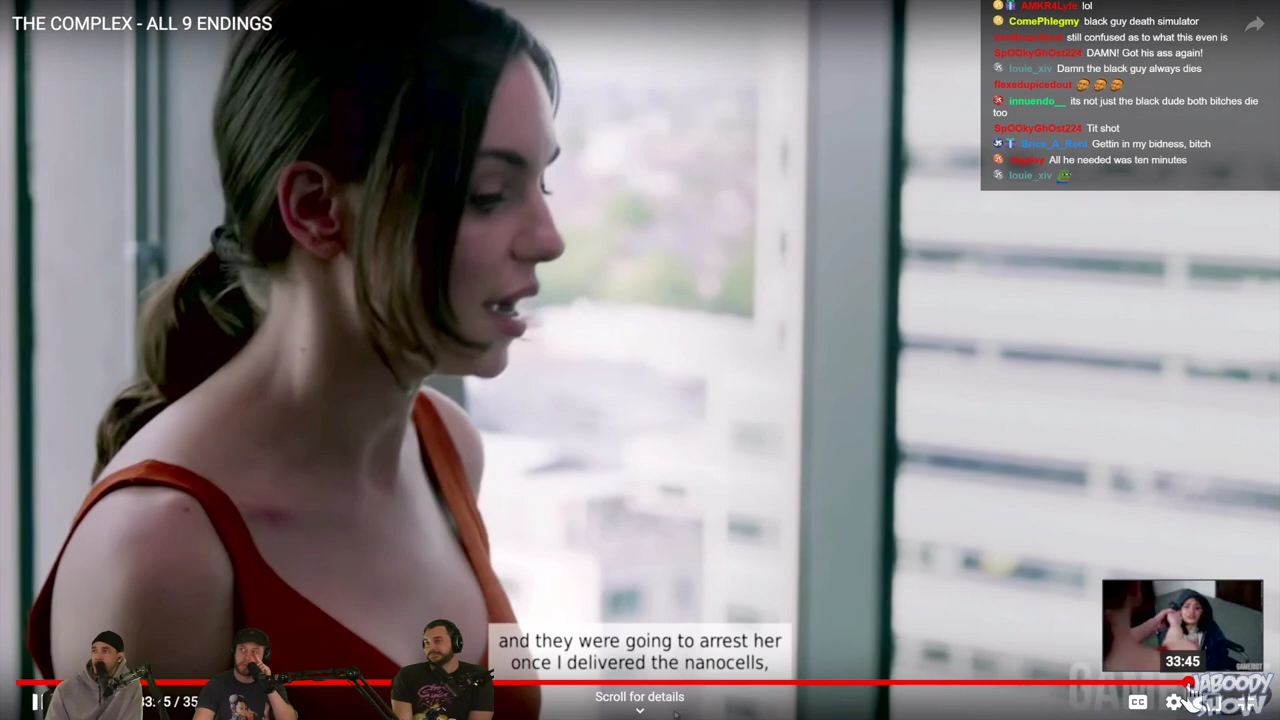 THE COMPLEX - ALL 9 ENDINGS
AMKR4Lyfe lol
ComePhlegmy black guy death simulator
still confused as to what this even is
SpOOkyGhOst224 DAMN! Got his ass again!
louie_xiv Damn the black guy always dies
flexedupicedout
innuendo__ its not just the black dude both bitches die
too
SpOOkyGhOst224 Tit shot
Brick_A_Roni Gettin in my bidness, bitch
All he needed was ten minutes
louie_xiv
and they were going to arrest her
once I delivered the nanocells,
33:45
Scroll for details
CC
JABOODY
SHOW